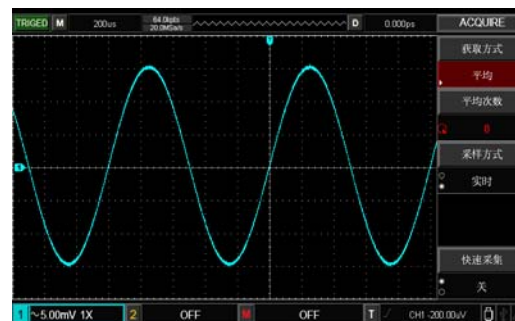 TRIGED M 200us 64.0kpts D 0.000ps ACQUIRE
20.0MSa/s
获取方式
平均
平均次数
8
采样方式
实时
快速采集
关
1 ~5.00mV 1X 2 OFF M OFF T CH1 -200.00uV